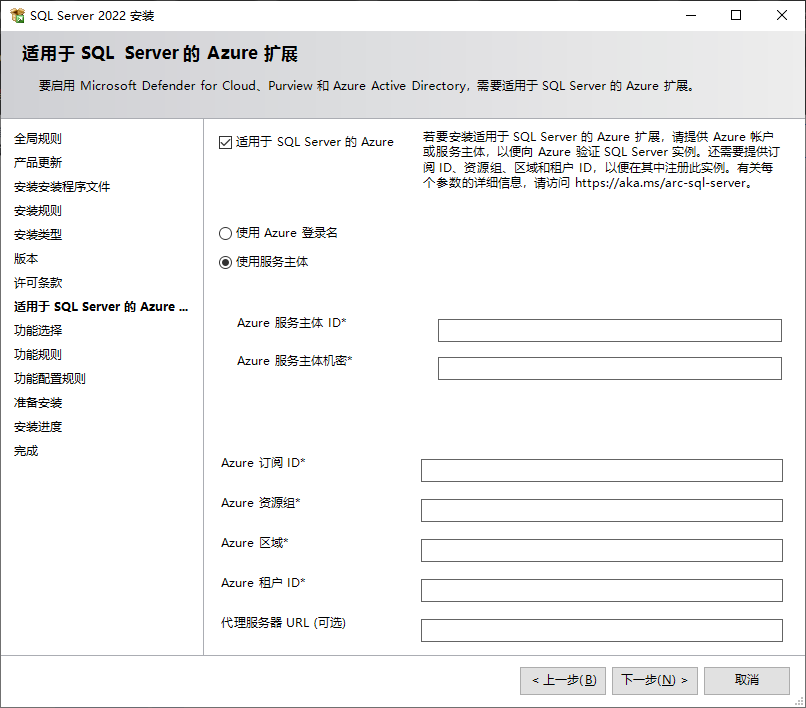 SQL Server 2022 安装
适用于 SQL Server 的 Azure 扩展
要启用 Microsoft Defender for Cloud、Purview 和 Azure Active Directory，需要适用于 SQL Server 的 Azure 扩展。
全局规则
产品更新
安装安装程序文件
安装规则
安装类型
版本
许可条款
适用于 SQL Server 的 Azure ...
功能选择
功能规则
功能配置规则
准备安装
安装进度
完成
适用于 SQL Server 的 Azure
若要安装适用于 SQL Server 的 Azure 扩展，请提供 Azure 帐户
或服务主体，以便向 Azure 验证 SQL Server 实例。还需要提供订
阅 ID、资源组、区域和租户 ID，以便在其中注册此实例。有关每
个参数的详细信息，请访问 https://aka.ms/arc-sql-server。
使用 Azure 登录名
使用服务主体
Azure 服务主体 ID*
Azure 服务主体机密*
Azure 订阅 ID*
Azure 资源组*
Azure 区域*
Azure 租户 ID*
代理服务器 URL (可选)
< 上一步(B)
下一步(N) >
取消